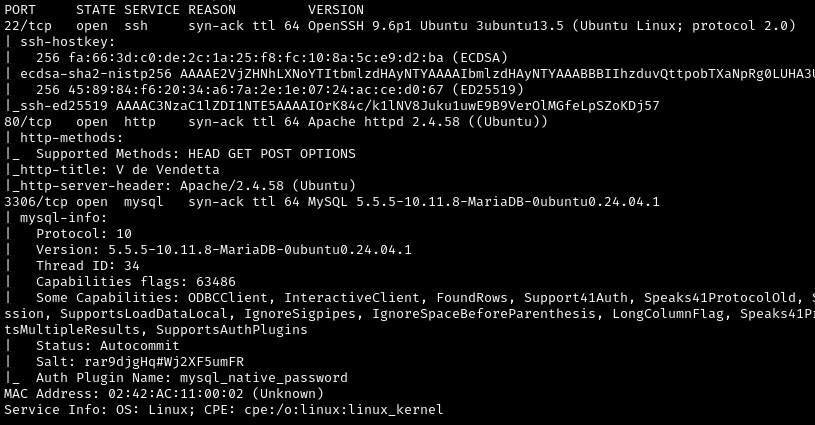 PORT     STATE SERVICE REASON         VERSION
22/tcp   open  ssh     syn-ack ttl 64 OpenSSH 9.6p1 Ubuntu 3ubuntu13.5 (Ubuntu Linux; protocol 2.0)
| ssh-hostkey:
|   256 fa:66:3d:c0:de:2c:1a:25:f8:fc:10:8a:5c:e9:d2:ba (ECDSA)
| ecdsa-sha2-nistp256 AAAAE2VjZHNhLXNoYTItbmlzdHAyNTYAAAAIbmlzdHAyNTYAAABBBIIhzduvQttpobTXaNpRg0LUHA3U
|   256 45:89:84:f6:20:34:a6:7a:2e:1e:07:24:ac:ce:d0:67 (ED25519)
|_ssh-ed25519 AAAAC3NzaC1lZDI1NTE5AAAAIOrK84c/k1lNV8Juku1uwE9B9VerOlMGfeLpSZoKDj57
80/tcp   open  http    syn-ack ttl 64 Apache httpd 2.4.58 ((Ubuntu))
| http-methods:
|_  Supported Methods: HEAD GET POST OPTIONS
|_http-title: V de Vendetta
|_http-server-header: Apache/2.4.58 (Ubuntu)
3306/tcp open  mysql   syn-ack ttl 64 MySQL 5.5.5-10.11.8-MariaDB-0ubuntu0.24.04.1
| mysql-info:
|   Protocol: 10
|   Version: 5.5.5-10.11.8-MariaDB-0ubuntu0.24.04.1
|   Thread ID: 34
|   Capabilities flags: 63486
|   Some Capabilities: ODBCClient, InteractiveClient, FoundRows, Support41Auth, Speaks41ProtocolOld, S
ssion, SupportsLoadDataLocal, IgnoreSigpipes, IgnoreSpaceBeforeParenthesis, LongColumnFlag, Speaks41Pr
tsMultipleResults, SupportsAuthPlugins
|   Status: Autocommit
|   Salt: rar9djgHq#Wj2XF5umFR
|_  Auth Plugin Name: mysql_native_password
MAC Address: 02:42:AC:11:00:02 (Unknown)
Service Info: OS: Linux; CPE: cpe:/o:linux:linux_kernel